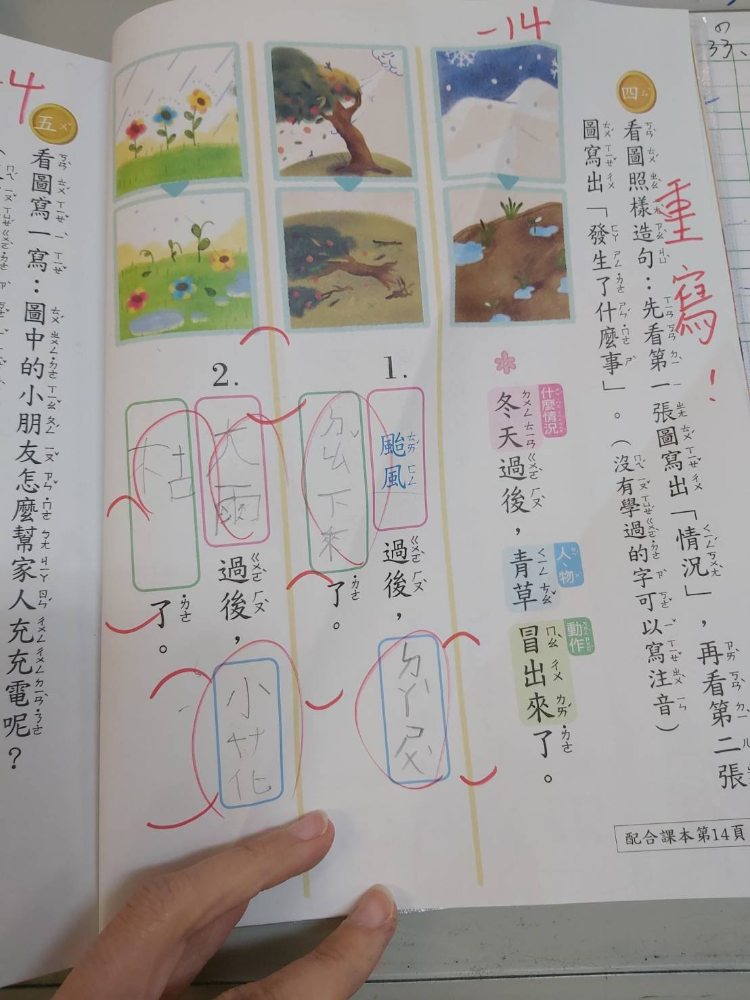 -14
四ㄙˋ
看圖照樣造句：先看第一張圖寫出「情況」，再看第二張
圖寫出「發生了什麼事」。（沒有學過的字可以寫注音）
重寫！
什麼情況
冬天過後，
人、物
青草
動作
冒出來了。
1.
颱風過後，
ㄉㄠˇ下來了。
2.
大雨過後，
小
枯了。
配合課本第14頁
-4
五ㄨˇ
看圖寫一寫：圖中的小朋友怎麼幫家人充充電呢？
33、